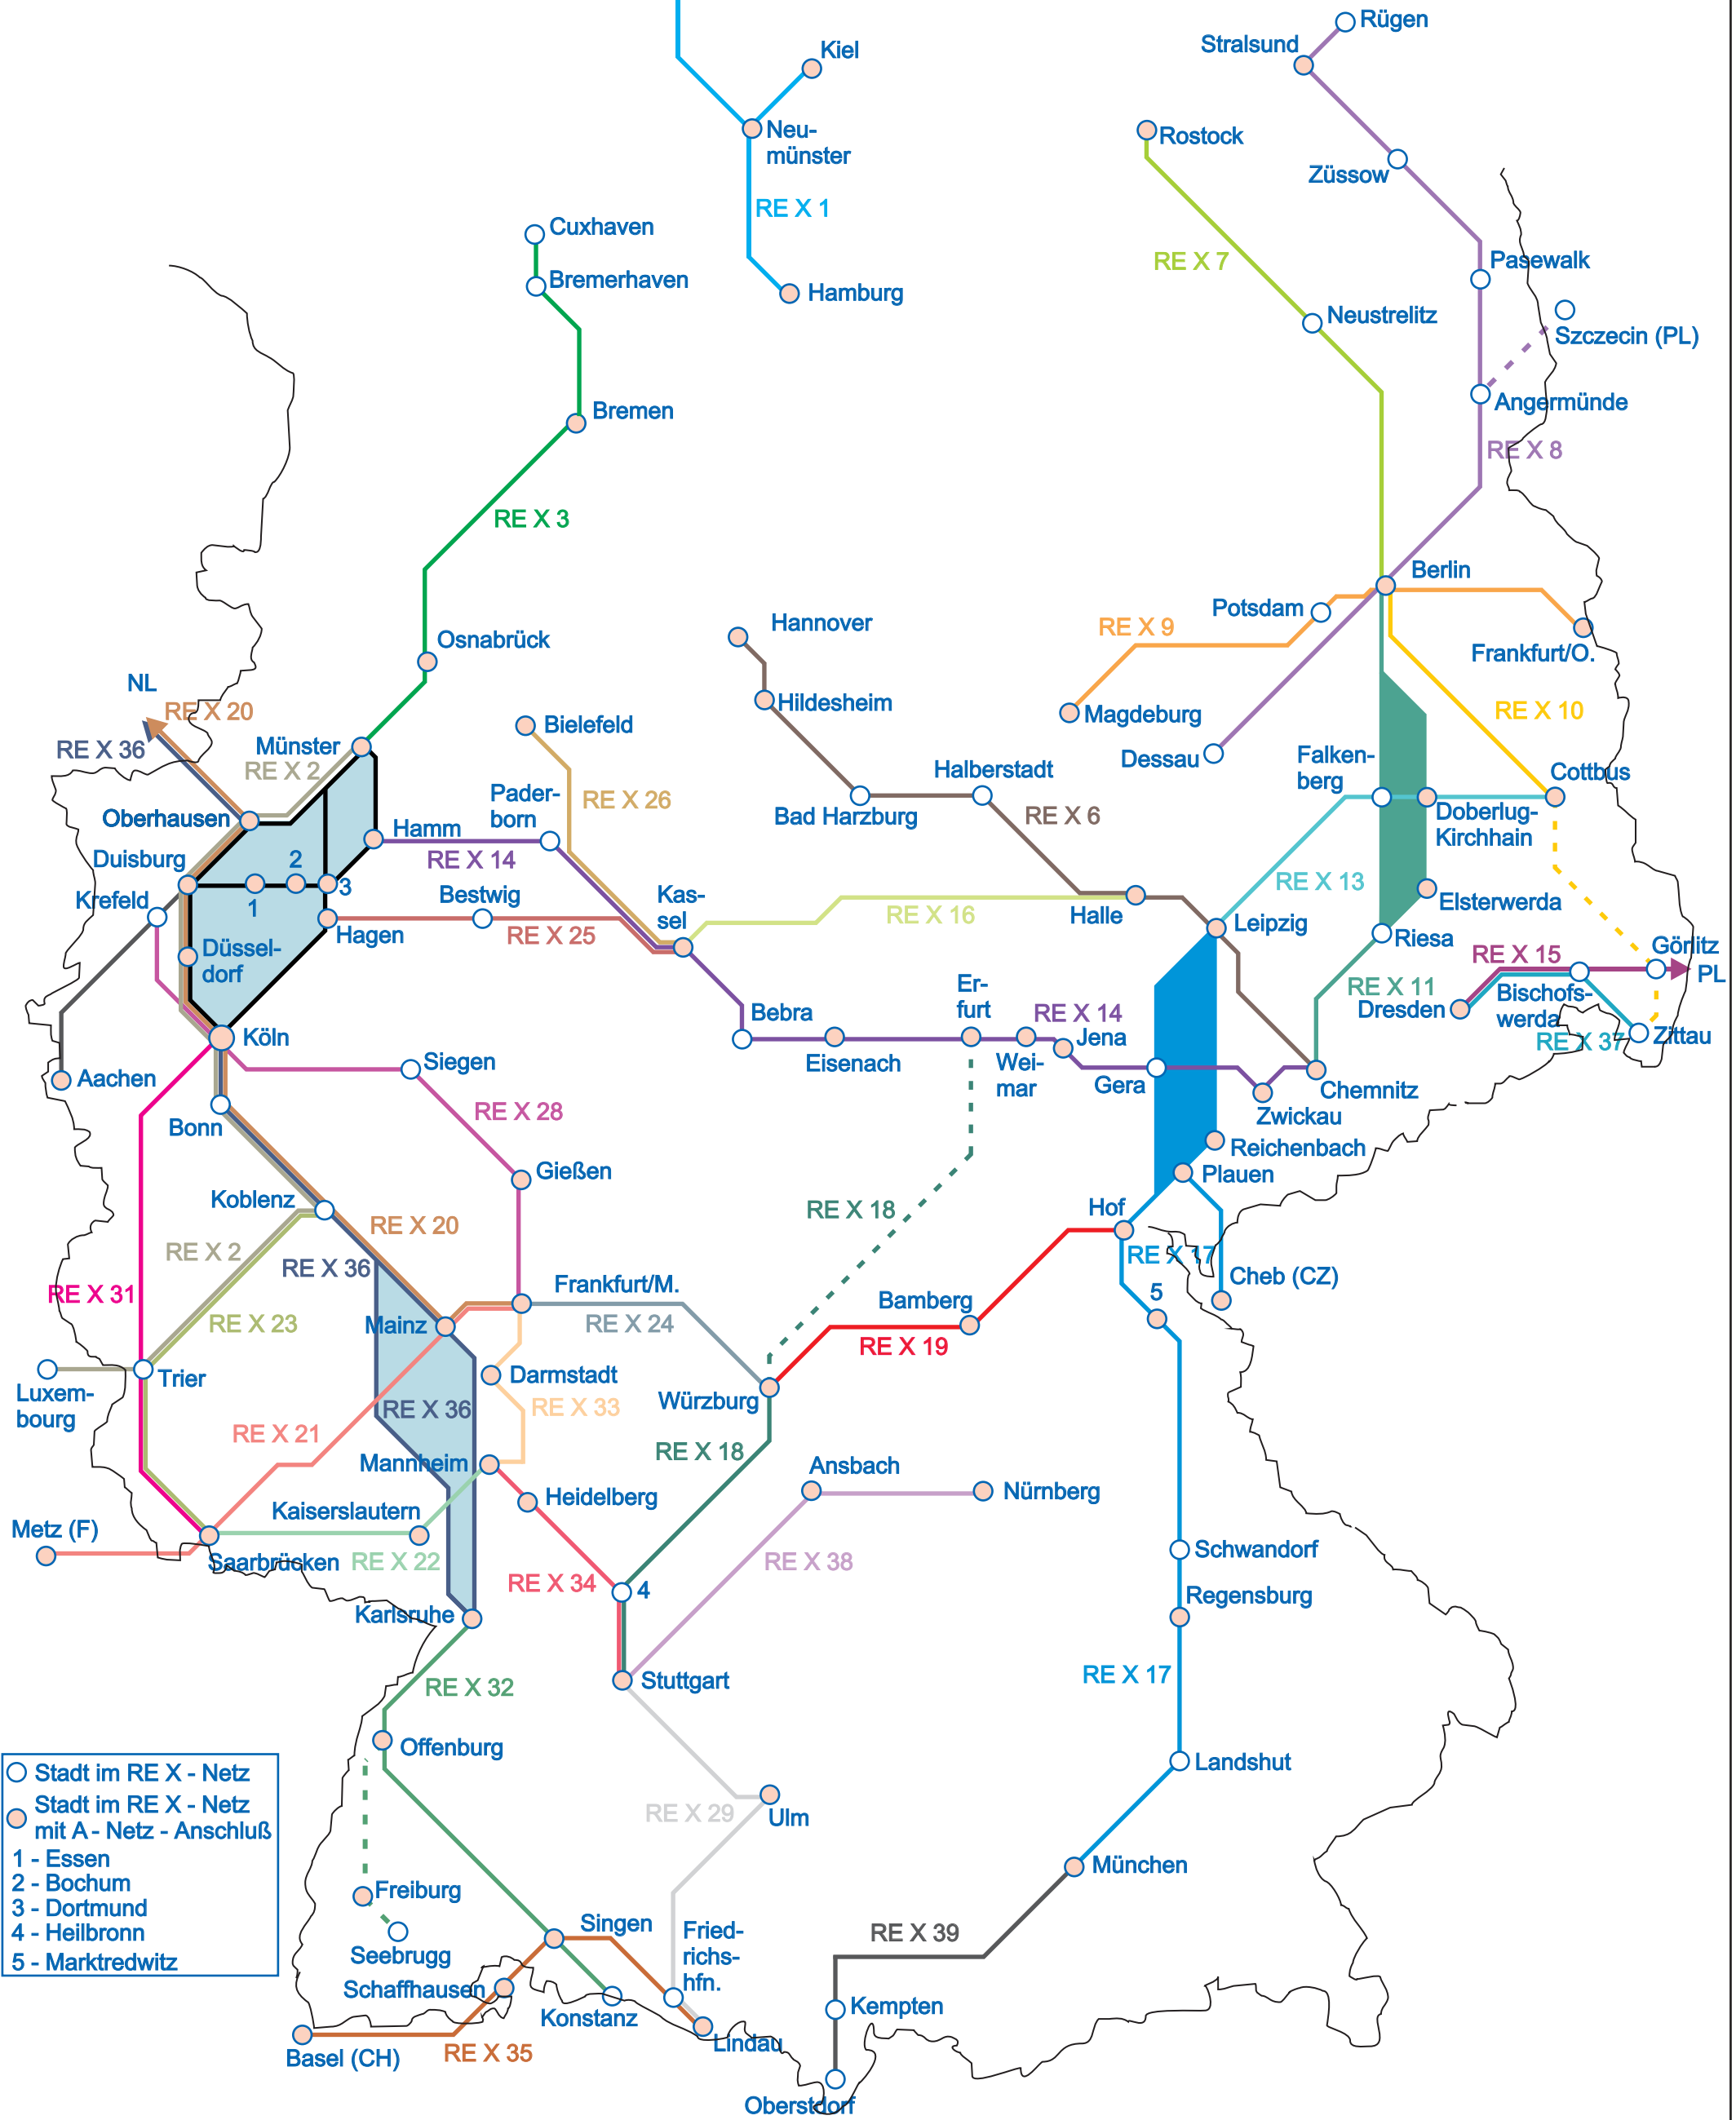 Rügen
Kiel
Stralsund
Neu-
münster
Rostock
Züssow
RE X 1
Cuxhaven
RE X 7
Pasewalk
Bremerhaven
Hamburg
Neustrelitz
Szczecin (PL)
Bremen
Angermünde
RE X 8
RE X 3
Berlin
Hannover
Potsdam
RE X 9
Osnabrück
Frankfurt/O.
NL
Hildesheim
RE X 20
Magdeburg
RE X 10
RE X 36
Münster
Bielefeld
RE X 2
Dessau
Falken-
berg
Halberstadt
Cottbus
Pader-
born
RE X 26
Oberhausen
Bad Harzburg
RE X 6
Doberlug-
Kirchhain
Hamm
Duisburg
2
RE X 14
3
RE X 13
Krefeld
1
Bestwig
Kas-
sel
Halle
RE X 16
Elsterwerda
Hagen
RE X 25
Leipzig
Riesa
Düssel-
dorf
RE X 15
Görlitz
PL
Er-
furt
RE X 11
Bischofs-
werda
Dresden
Bebra
RE X 14
Köln
Jena
RE X 37
Zittau
Siegen
Eisenach
Wei-
mar
Aachen
Gera
Chemnitz
RE X 28
Zwickau
Bonn
Reichenbach
Gießen
Plauen
Koblenz
RE X 18
Hof
RE X 20
RE X 2
RE X 36
RE X 17
Cheb (CZ)
RE X 31
Frankfurt/M.
5
Bamberg
RE X 23
Mainz
RE X 24
RE X 19
Trier
Darmstadt
Luxem-
bourg
Würzburg
RE X 36
RE X 33
RE X 21
RE X 18
Mannheim
Ansbach
Nürnberg
Heidelberg
Kaiserslautern
Metz (F)
Schwandorf
Saarbrücken
RE X 22
RE X 38
RE X 34
4
Regensburg
Karlsruhe
RE X 17
Stuttgart
RE X 32
Offenburg
Landshut
Stadt im RE X - Netz
Stadt im RE X - Netz
mit A - Netz - Anschluß
1 - Essen
2 - Bochum
3 - Dortmund
4 - Heilbronn
5 - Marktredwitz
RE X 29
Ulm
München
Freiburg
Singen
Fried-
richs-
hfn.
RE X 39
Seebrugg
Schaffhausen
Konstanz
Kempten
Lindau
Basel (CH)
RE X 35
Oberstdorf